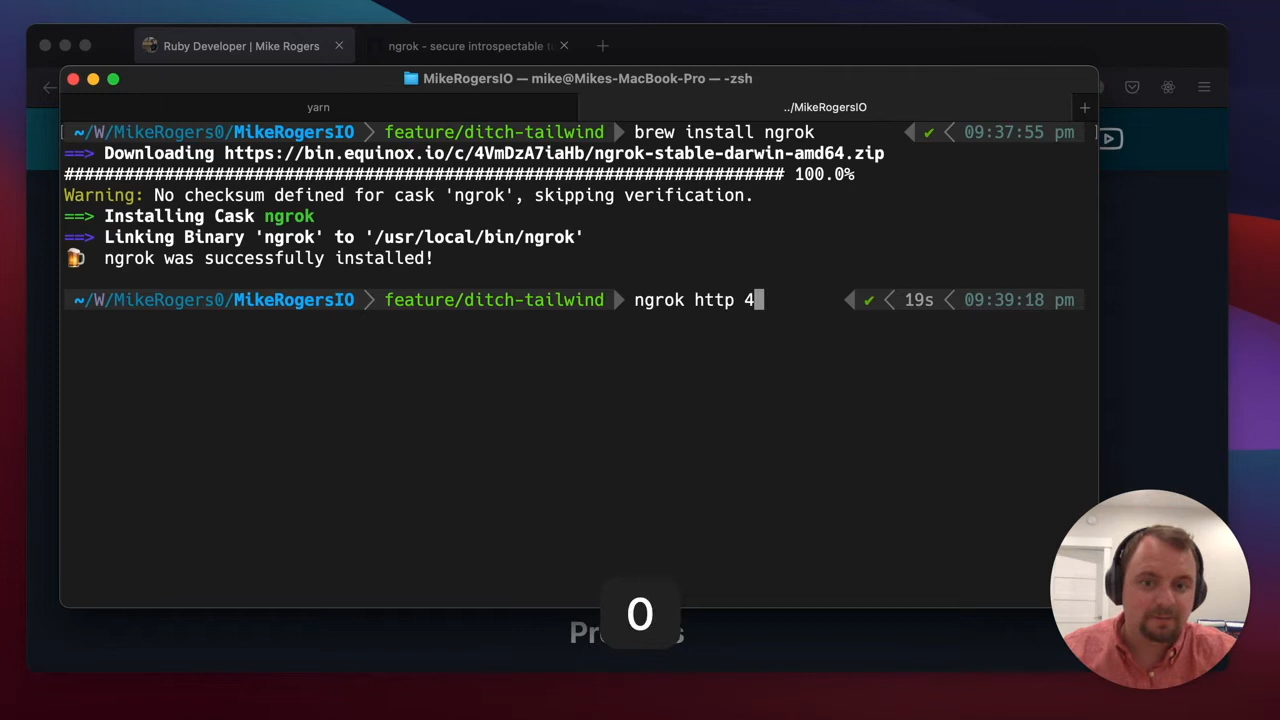 Ruby Developer | Mike Rogers
ngrok - secure introspectable t
MikeRogersIO — mike@Mikes-MacBook-Pro — -zsh
yarn
../MikeRogersIO
~/W/MikeRogers0/MikeRogersIO feature/ditch-tailwind brew install ngrok ✔ 09:37:55 pm
==> Downloading https://bin.equinox.io/c/4VmDzA7iaHb/ngrok-stable-darwin-amd64.zip
######################################################################## 100.0%
Warning: No checksum defined for cask 'ngrok', skipping verification.
==> Installing Cask ngrok
==> Linking Binary 'ngrok' to '/usr/local/bin/ngrok'
🍺 ngrok was successfully installed!
~/W/MikeRogers0/MikeRogersIO feature/ditch-tailwind ngrok http 4 ✔ 19s 09:39:18 pm
0